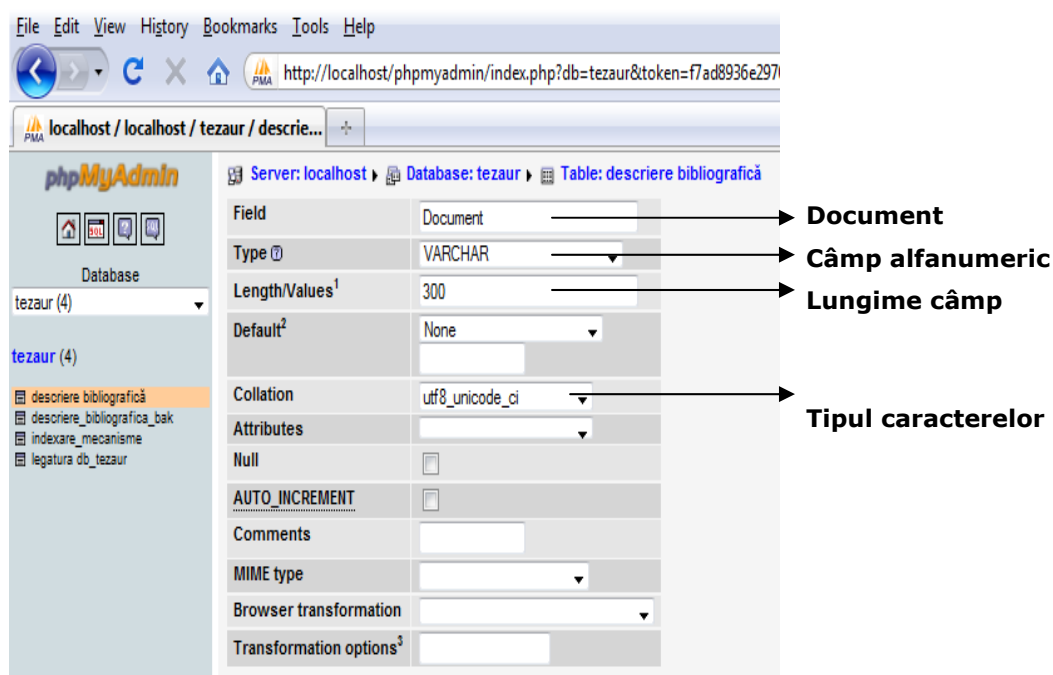 File Edit View History Bookmarks Tools Help
PMA http://localhost/phpmyadmin/index.php?db=tezaur&token=f7ad8936e297
PMA localhost / localhost / tezaur / descrie...
phpMyAdmin
SQL
Database
tezaur (4)
tezaur (4)
descriere bibliografică
descriere_bibliografica_bak
indexare_mecanisme
legatura db_tezaur
Server: localhost Database: tezaur Table: descriere bibliografică
Field Document
Type VARCHAR
Length/Values1 300
Default2 None
Collation utf8_unicode_ci
Attributes
Null
AUTO_INCREMENT
Comments
MIME type
Browser transformation
Transformation options3
Document
Câmp alfanumeric
Lungime câmp
Tipul caracterelor